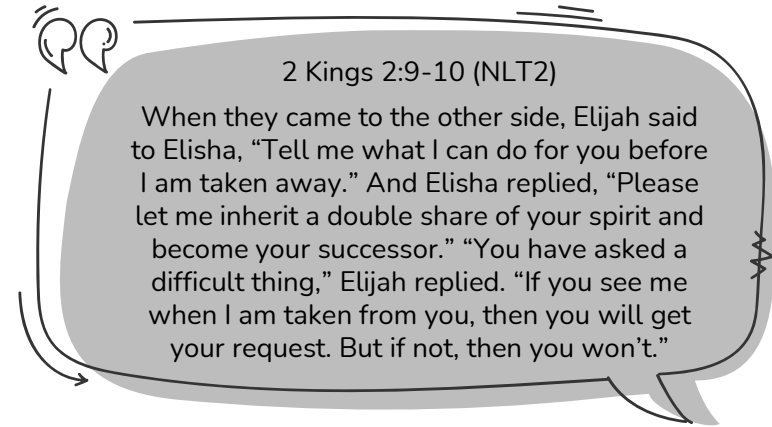 2 Kings 2:9-10 (NLT2)
When they came to the other side, Elijah said
to Elisha, “Tell me what I can do for you before
I am taken away.” And Elisha replied, “Please
let me inherit a double share of your spirit and
become your successor.” “You have asked a
difficult thing,” Elijah replied. “If you see me
when I am taken from you, then you will get
your request. But if not, then you won’t.”